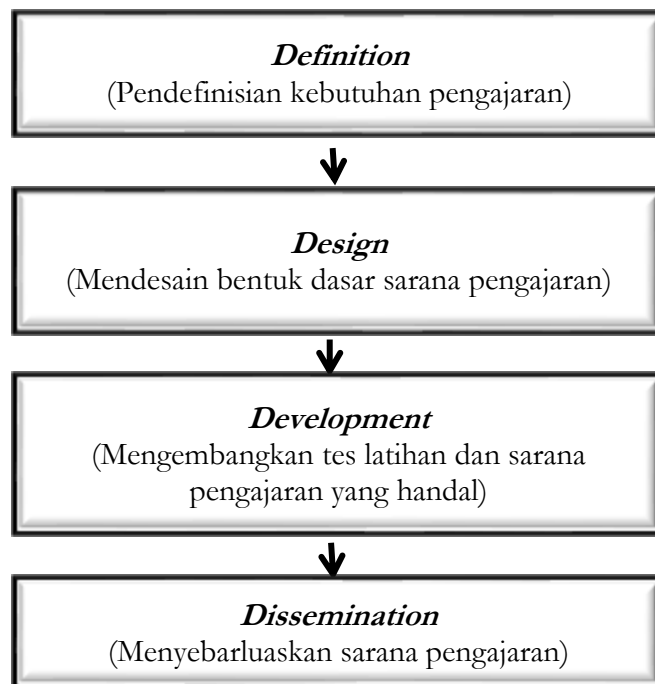 Definition
(Pendefinisian kebutuhan pengajaran)
Design
(Mendesain bentuk dasar sarana pengajaran)
Development
(Mengembangkan tes latihan dan sarana
pengajaran yang handal)
Dissemination
(Menyebarluaskan sarana pengajaran)